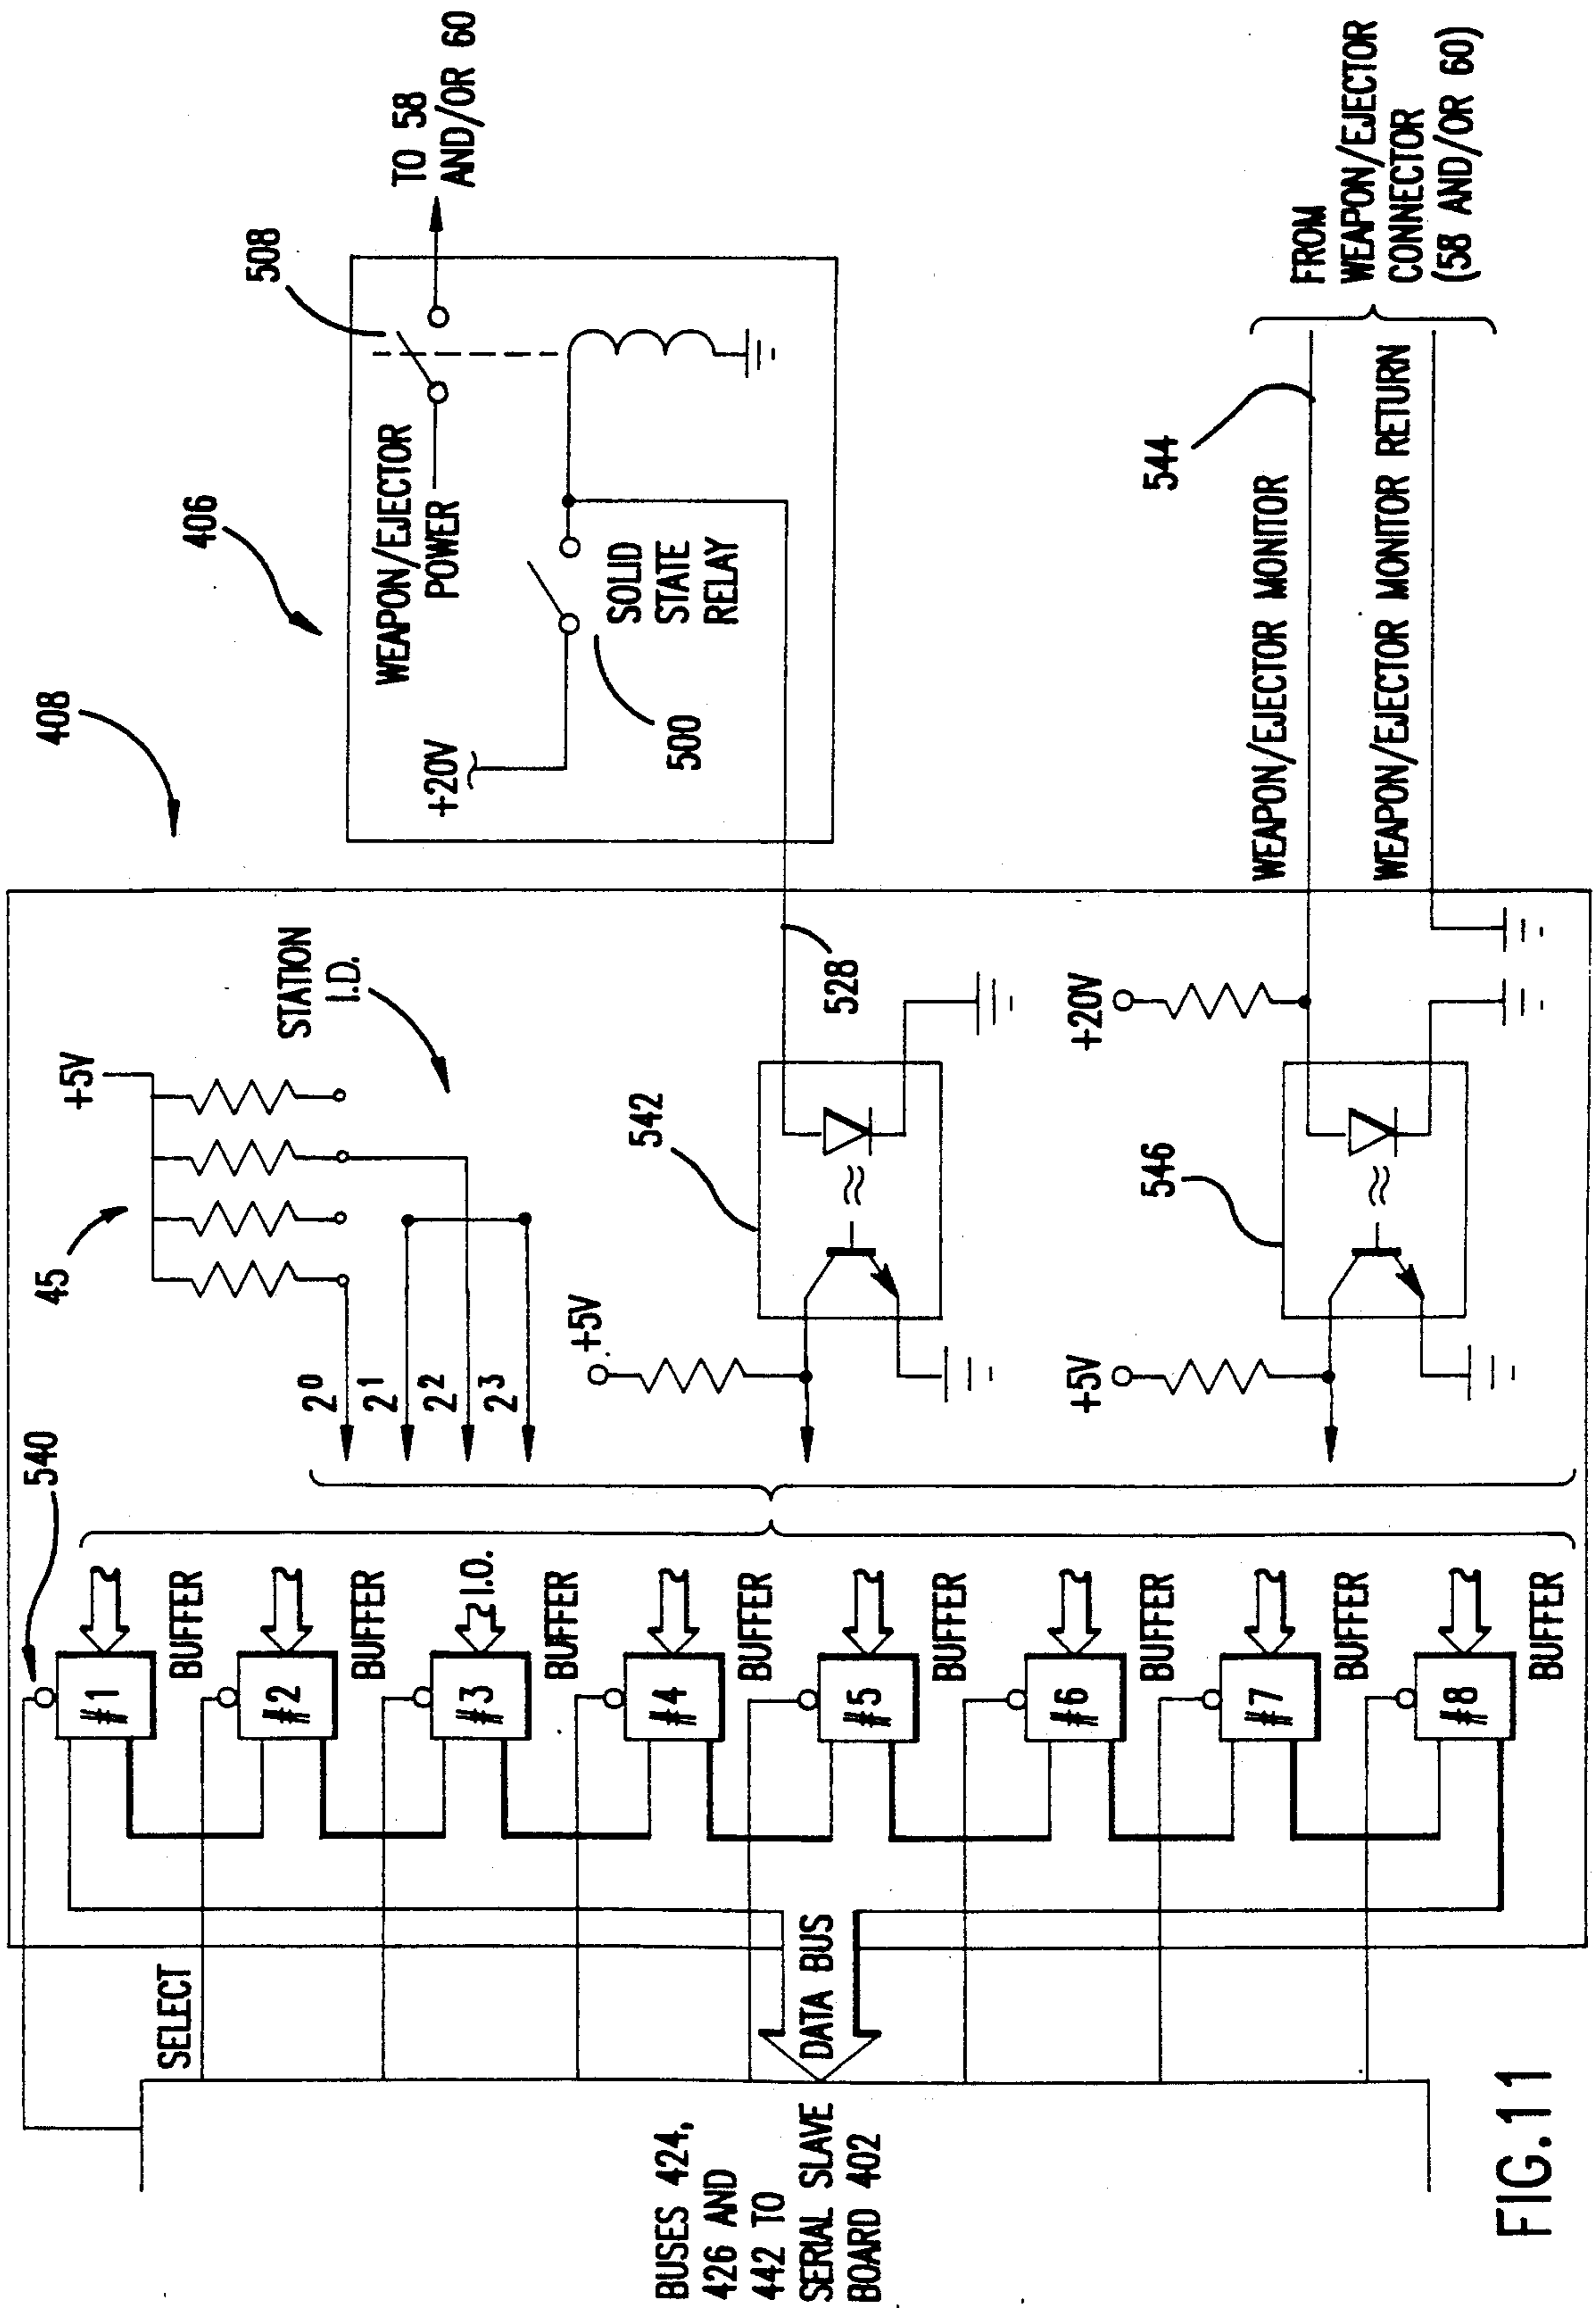 408
406
508
TO 58
AND/OR 60
WEAPON/EJECTOR
POWER
+20V
SOLID
STATE
RELAY
500
540
45
+5V
STATION
I.D.
2⁰
2¹
2²
2³
SELECT
#1
BUFFER
#2
BUFFER
#3
I.D.
BUFFER
#4
BUFFER
#5
BUFFER
#6
BUFFER
#7
BUFFER
#8
BUFFER
+5V
542
528
BUSES 424,
426 AND
442 TO
SERIAL SLAVE
BOARD 402
DATA BUS
+5V
546
+20V
544
WEAPON/EJECTOR MONITOR
WEAPON/EJECTOR MONITOR RETURN
FROM
WEAPON/EJECTOR
CONNECTOR
(58 AND/OR 60)
FIG.11